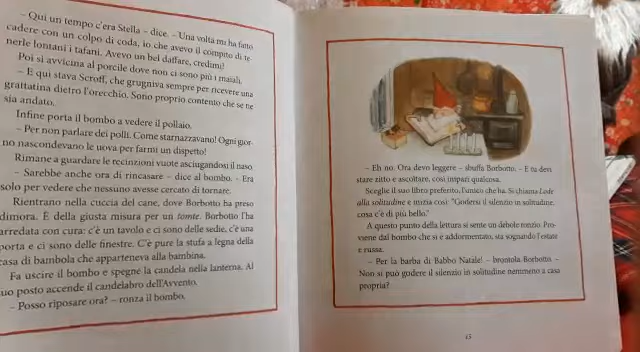 – Qui un tempo c'era Stella – dice. – Una volta mi ha fatto
cadere con un colpo di coda, io che avevo il compito di te-
nerle lontani i tafani. Avevo un bel daffare, credimi!
Poi si avvicina al porcile dove non ci sono più i maiali.
– E qui stava Scroff, che grugniva sempre per ricevere una
grattatina dietro l'orecchio. Sono proprio contento che se ne
sia andato.
Infine porta il bombo a vedere il pollaio.
– Per non parlare dei polli. Come starnazzavano! Ogni gior-
no nascondevano le uova per farmi un dispetto!
Rimane a guardare le recinzioni vuote asciugandosi il naso.
– Sarebbe anche ora di rincasare – dice al bombo. – Era
solo per vedere che nessuno avesse cercato di tornare.
Rientrano nella cuccia del cane, dove Borbotto ha preso
dimora. È della giusta misura per un tomte. Borbotto l'ha
arredata con cura: c'è un tavolo e ci sono delle sedie, c'è una
porta e ci sono delle finestre. C'è pure la stufa a legna della
casa di bambola che apparteneva alla bambina.
Fa uscire il bombo e spegne la candela nella lanterna. Al
suo posto accende il candelabro dell'Avvento.
– Posso riposare ora? – ronza il bombo.
– Eh no. Ora devo leggere – sbuffa Borbotto. – E tu devi
stare zitto e ascoltare, così impari qualcosa.
Sceglie il suo libro preferito, l'unico che ha. Si chiama Lode
alla solitudine e inizia così: "Godersi il silenzio in solitudine,
cosa c'è di più bello."
A questo punto della lettura si sente un debole ronzio. Pro-
viene dal bombo che si è addormentato, sta sognando l'estate
e russa.
– Per la barba di Babbo Natale! – brontola Borbotto. –
Non si può godere il silenzio in solitudine nemmeno a casa
propria?
15